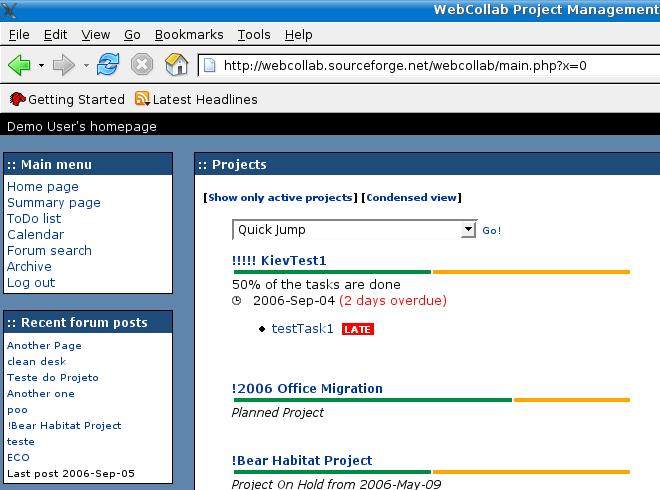 WebCollab Project Management
File Edit View Go Bookmarks Tools Help
http://webcollab.sourceforge.net/webcollab/main.php?x=0
Getting Started Latest Headlines
Demo User's homepage
:: Main menu
Home page
Summary page
ToDo list
Calendar
Forum search
Archive
Log out
:: Recent forum posts
Another Page
clean desk
Teste do Projeto
Another one
poo
!Bear Habitat Project
teste
ECO
Last post 2006-Sep-05
:: Projects
[Show only active projects] [Condensed view]
Quick Jump Go!
!!!!! KievTest1
50% of the tasks are done
2006-Sep-04 (2 days overdue)
testTask1 LATE
!2006 Office Migration
Planned Project
!Bear Habitat Project
Project On Hold from 2006-May-09